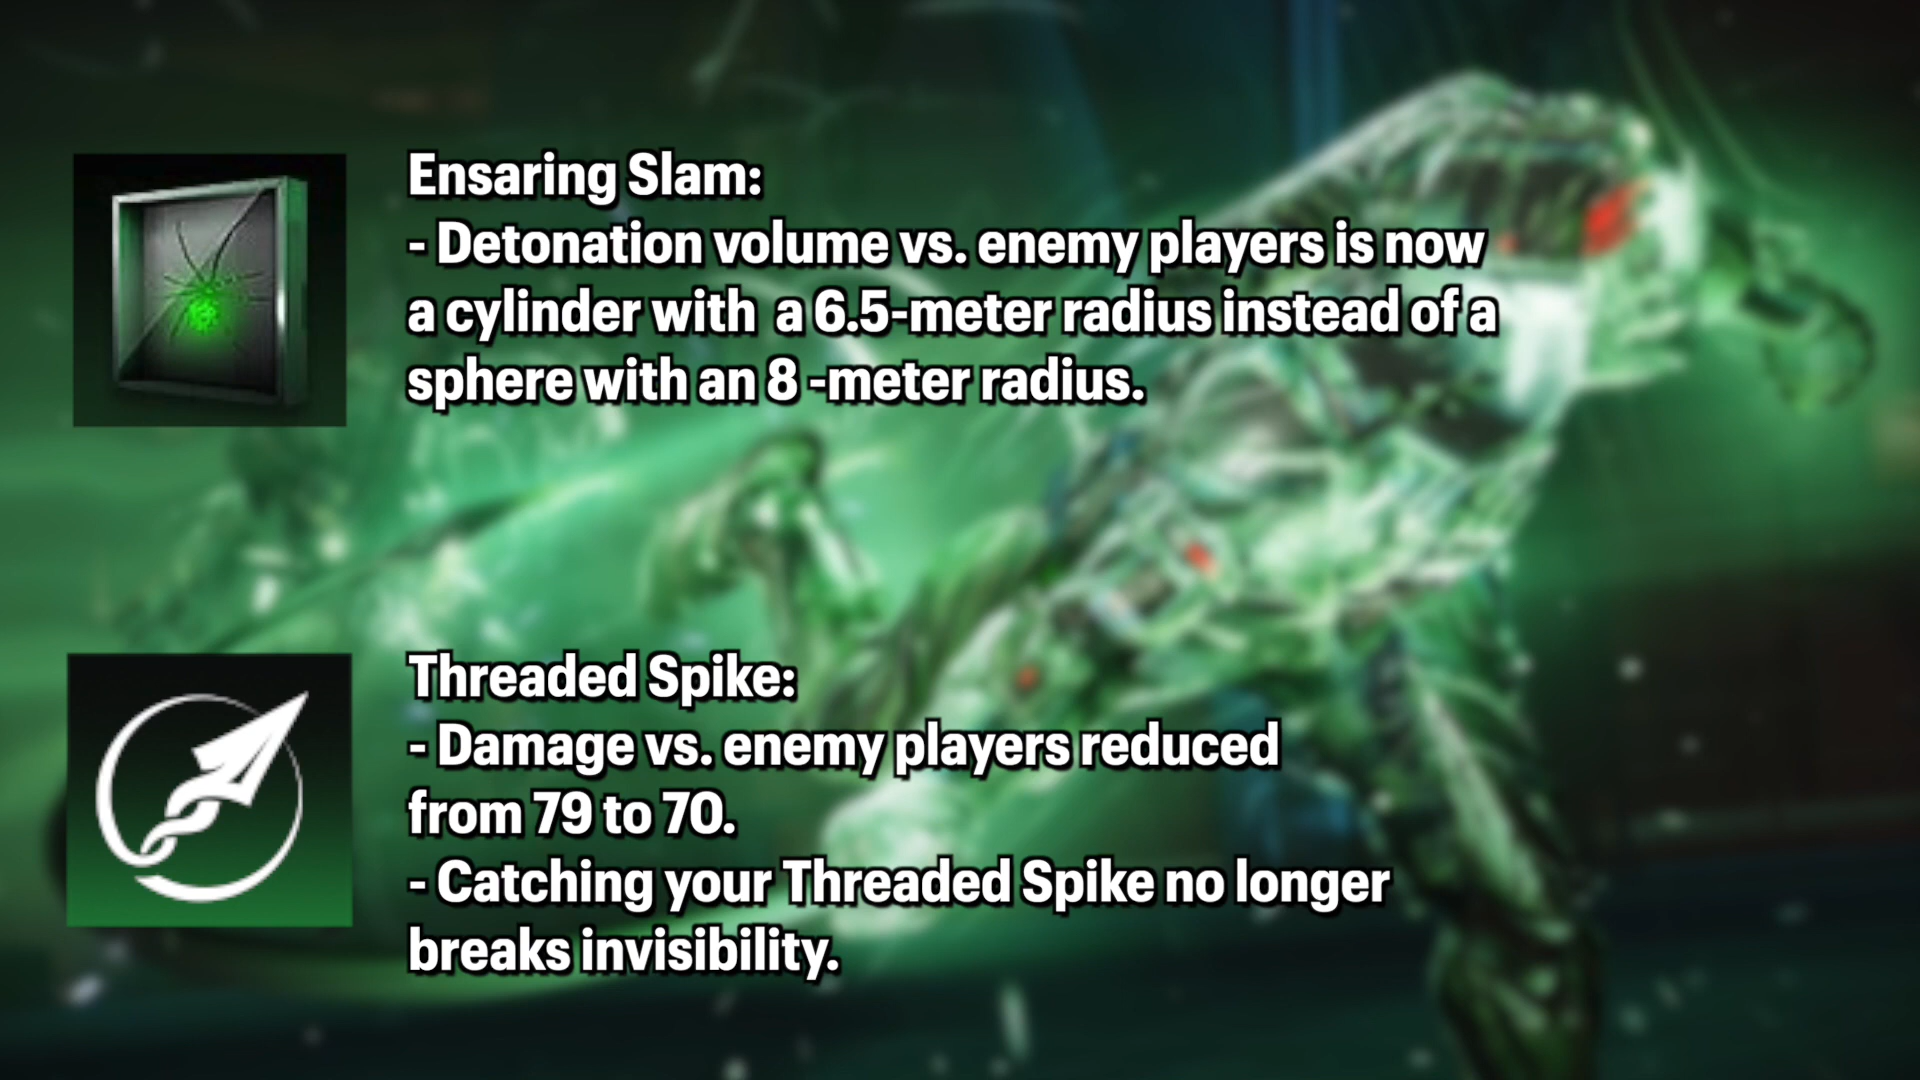 Ensaring Slam:
- Detonation volume vs. enemy players is now
a cylinder with  a 6.5-meter radius instead of a
sphere with an 8 -meter radius.
Threaded Spike:
- Damage vs. enemy players reduced
from 79 to 70.
- Catching your Threaded Spike no longer
breaks invisibility.